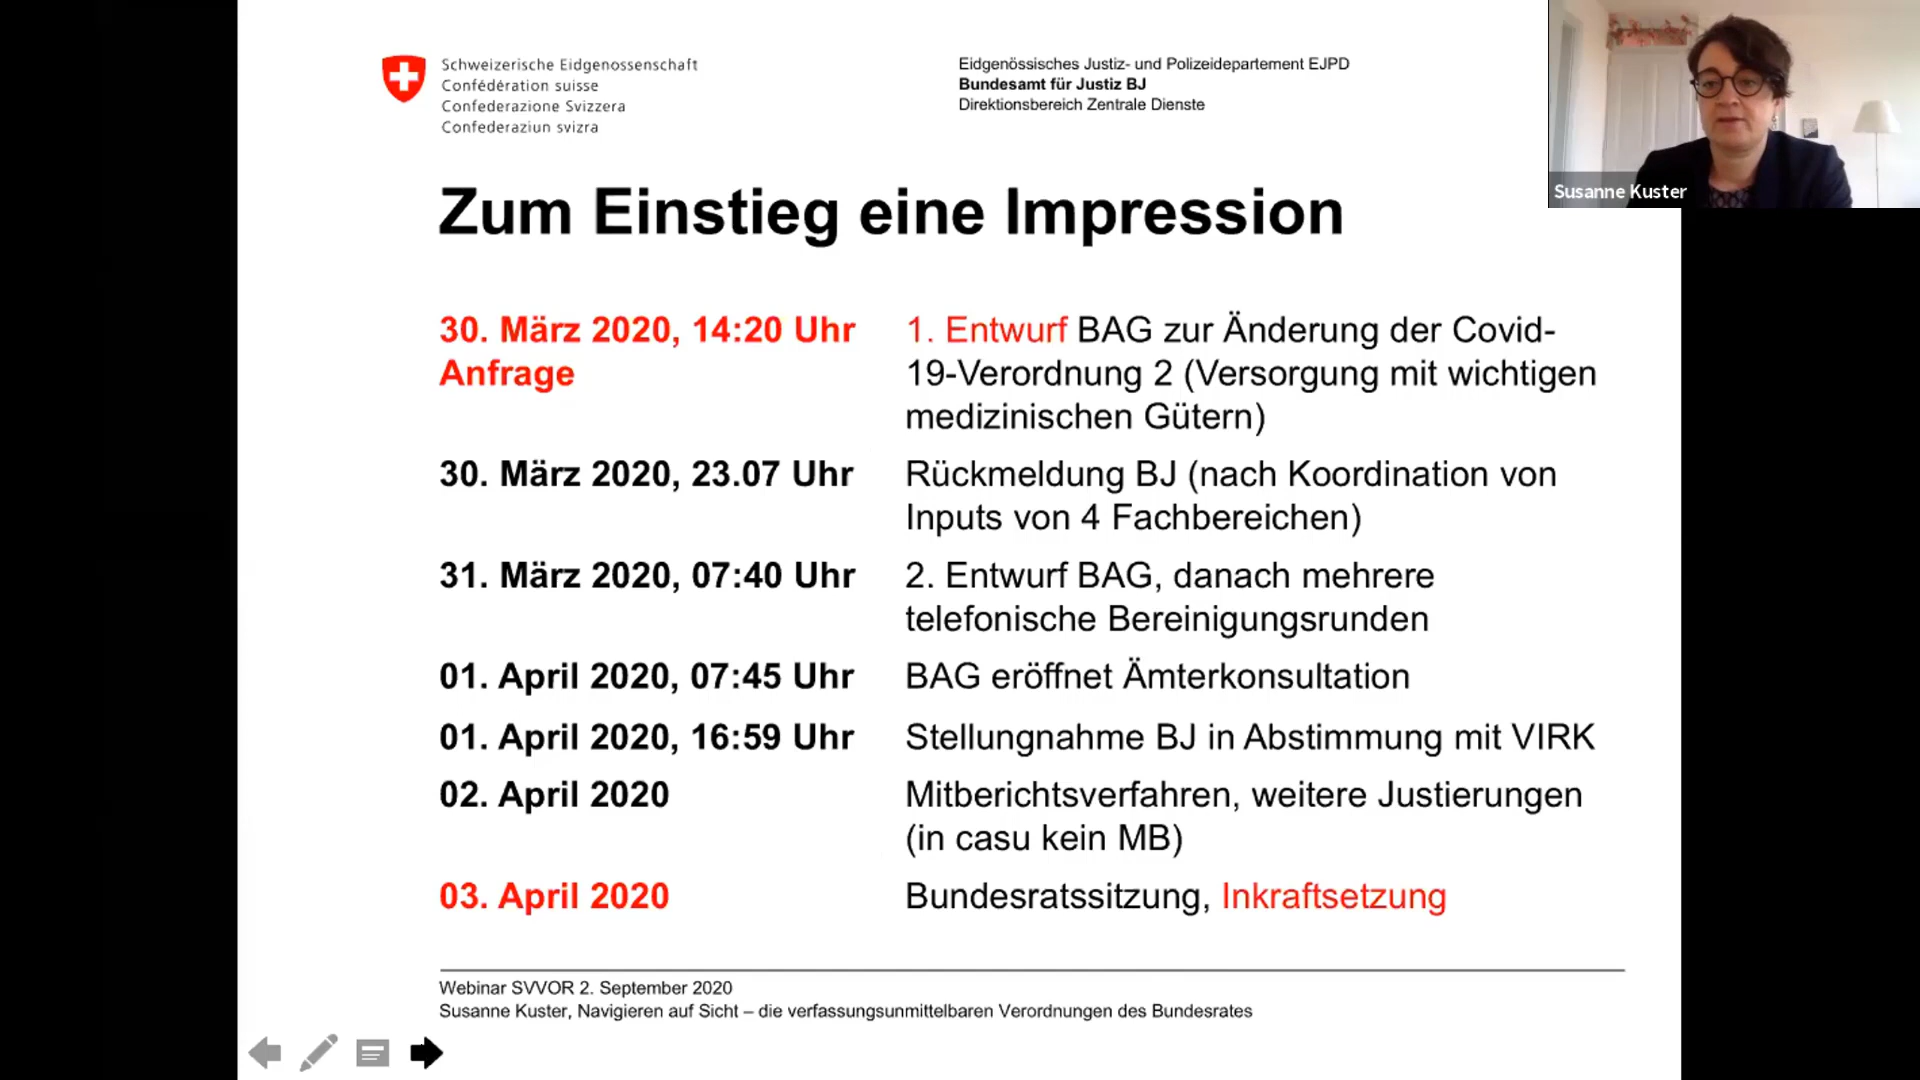 Schweizerische Eidgenossenschaft
Confédération suisse
Confederazione Svizzera
Confederaziun svizra
Eidgenössisches Justiz- und Polizeidepartement EJPD
Bundesamt für Justiz BJ
Direktionsbereich Zentrale Dienste
Susanne Kuster
Zum Einstieg eine Impression
30. März 2020, 14:20 Uhr
Anfrage
1. Entwurf BAG zur Änderung der Covid-
19-Verordnung 2 (Versorgung mit wichtigen
medizinischen Gütern)
30. März 2020, 23.07 Uhr
Rückmeldung BJ (nach Koordination von
Inputs von 4 Fachbereichen)
31. März 2020, 07:40 Uhr
2. Entwurf BAG, danach mehrere
telefonische Bereinigungsrunden
01. April 2020, 07:45 Uhr
BAG eröffnet Ämterkonsultation
01. April 2020, 16:59 Uhr
Stellungnahme BJ in Abstimmung mit VIRK
02. April 2020
Mitberichtsverfahren, weitere Justierungen
(in casu kein MB)
03. April 2020
Bundesratssitzung, Inkraftsetzung
Webinar SVVOR 2. September 2020
Susanne Kuster, Navigieren auf Sicht – die verfassungsunmittelbaren Verordnungen des Bundesrates